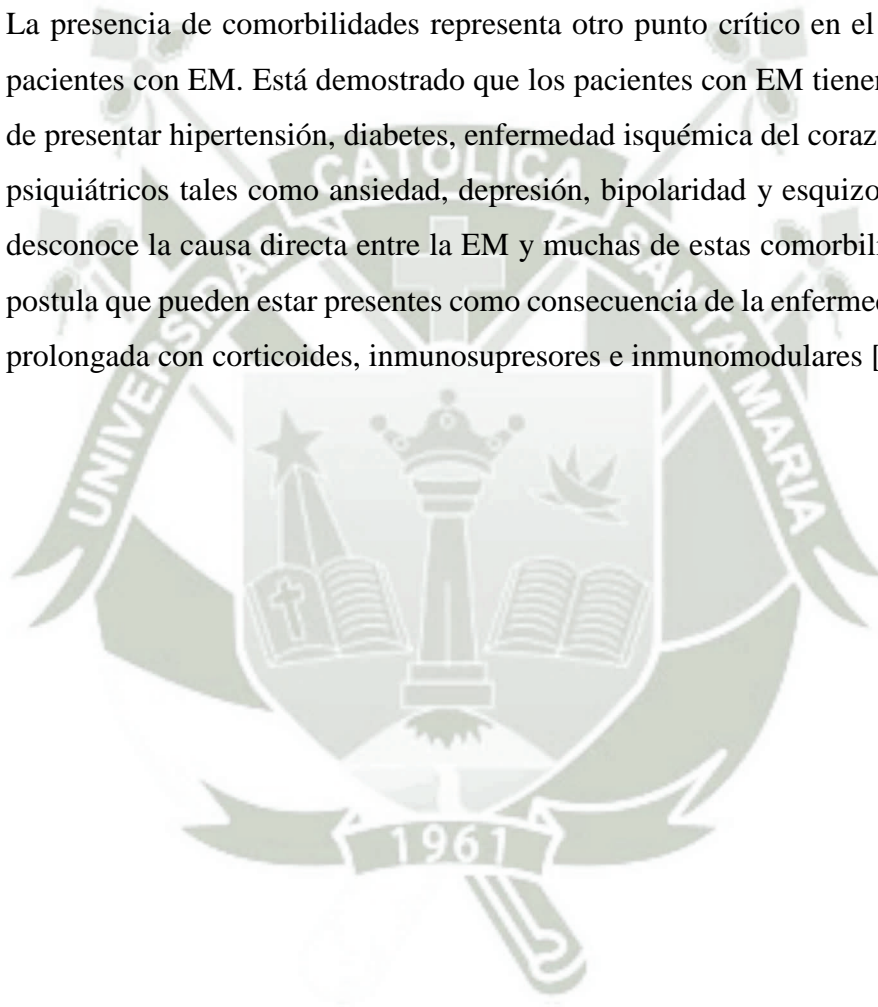 La presencia de comorbilidades representa otro punto crítico en el
pacientes con EM. Está demostrado que los pacientes con EM tiene
de presentar hipertensión, diabetes, enfermedad isquémica del coraz
psiquiátricos tales como ansiedad, depresión, bipolaridad y esquizo
desconoce la causa directa entre la EM y muchas de estas comorbili
postula que pueden estar presentes como consecuencia de la enferme
prolongada con corticoides, inmunosupresores e inmunomodulares [
UNIVERSIDAD CATOLICA SANTA MARIA
1961